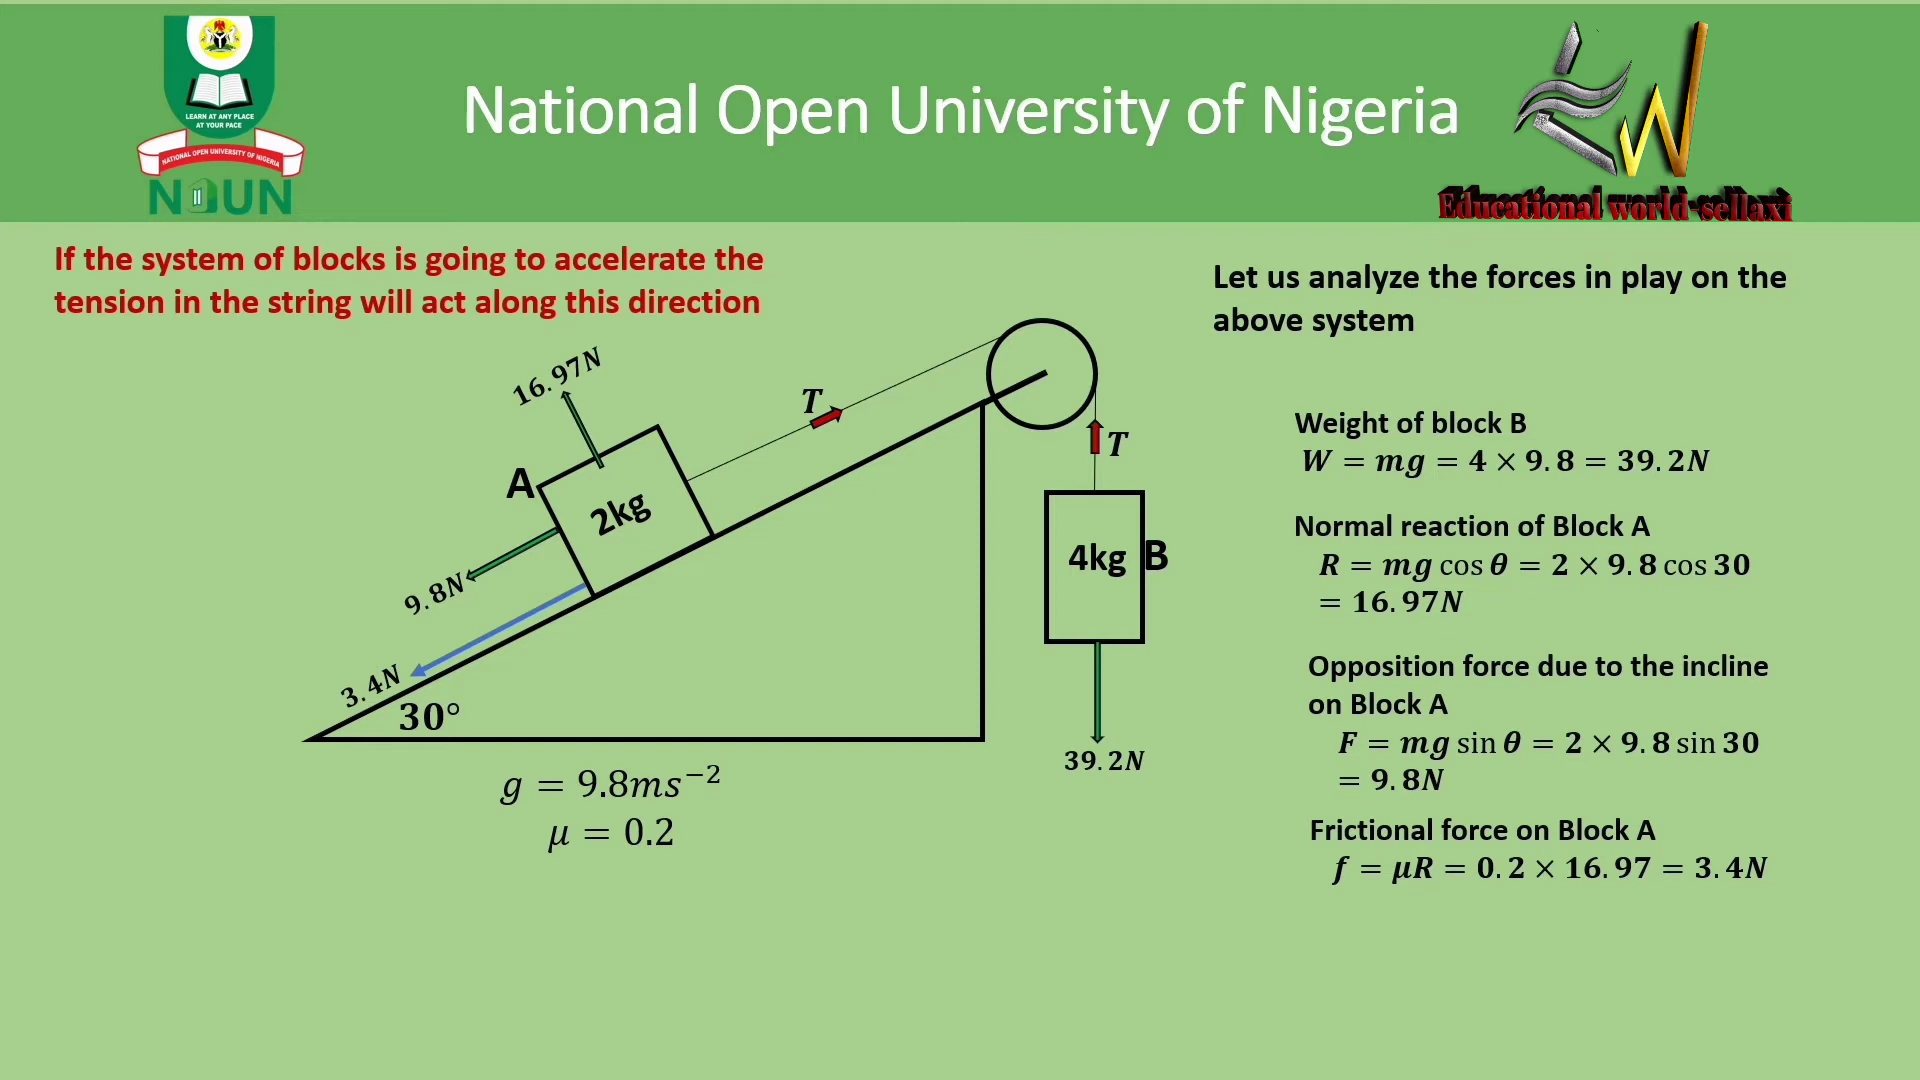 LEARN AT ANY PLACE
AT YOUR PACE
NATIONAL OPEN UNIVERSITY OF NIGERIA
NOUN
National Open University of Nigeria
Educational world-sellaxi
If the system of blocks is going to accelerate the
tension in the string will act along this direction
16.97N
T
T
A
2kg
9.8N
3.4N
30°
4kg
B
39.2N
g = 9.8ms⁻²
μ = 0.2
Let us analyze the forces in play on the
above system
Weight of block B
W = mg = 4 × 9.8 = 39.2N
Normal reaction of Block A
R = mg cos θ = 2 × 9.8 cos 30
= 16.97N
Opposition force due to the incline
on Block A
F = mg sin θ = 2 × 9.8 sin 30
= 9.8N
Frictional force on Block A
f = μR = 0.2 × 16.97 = 3.4N